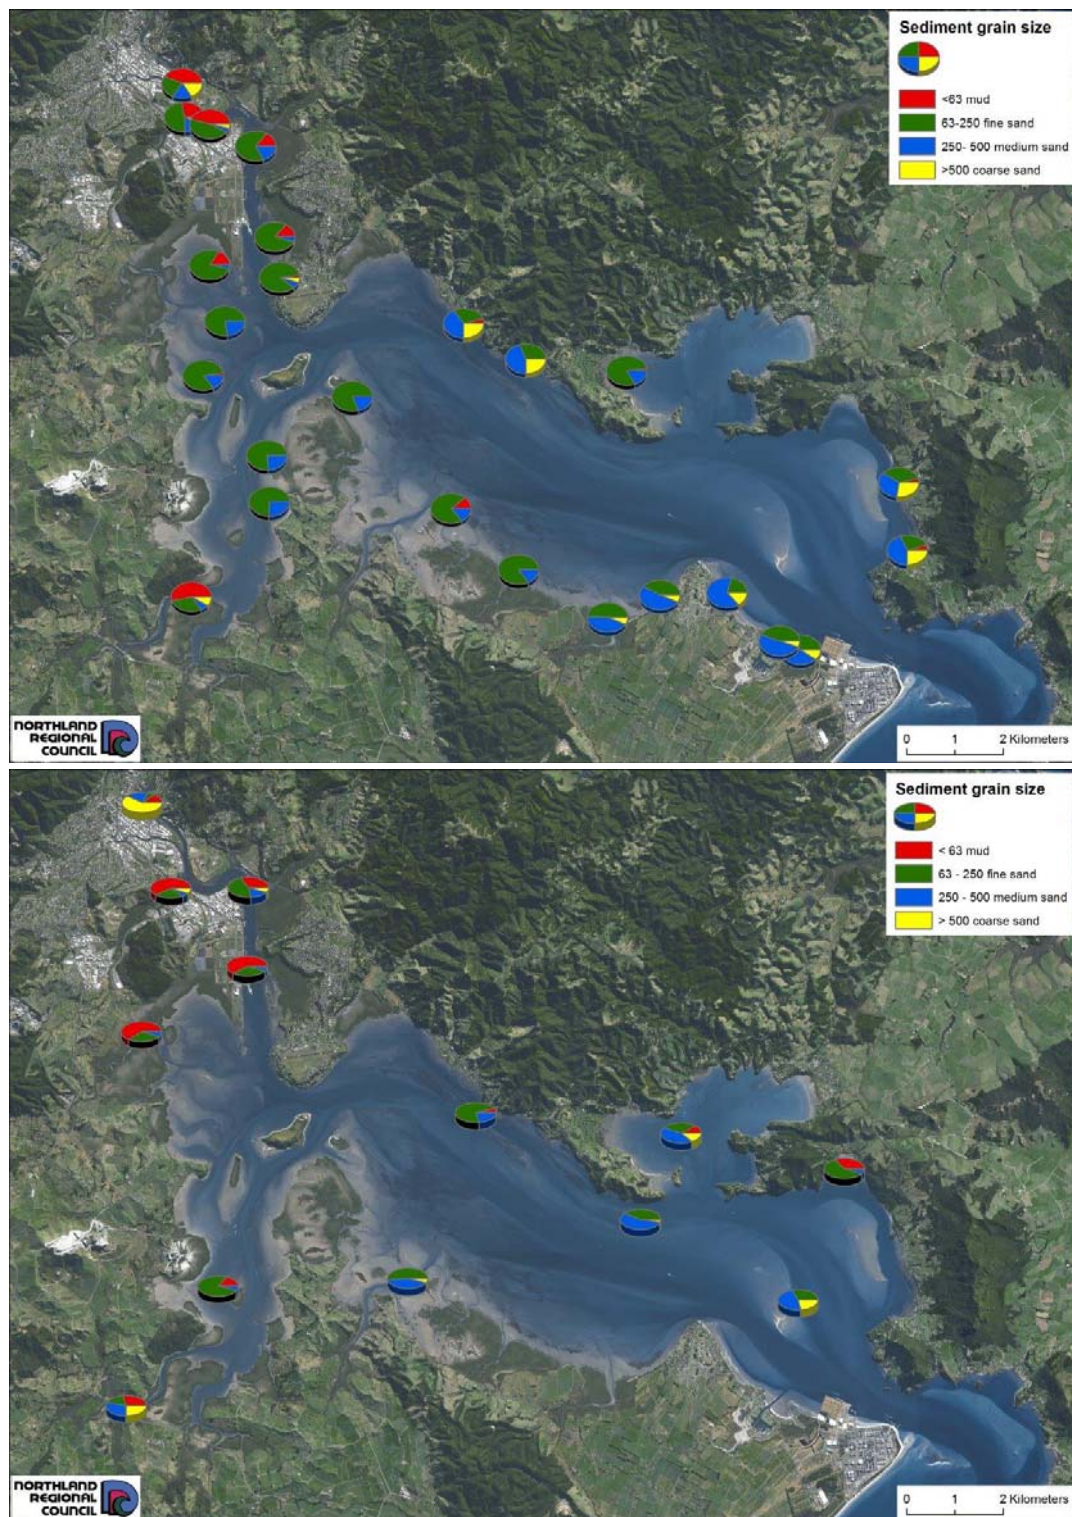 Sediment grain size
<63 mud
63-250 fine sand
250- 500 medium sand
>500 coarse sand
NORTHLAND
REGIONAL
COUNCIL
0 1 2 Kilometers
Sediment grain size
< 63 mud
63 - 250 fine sand
250 - 500 medium sand
> 500 coarse sand
NORTHLAND
REGIONAL
COUNCIL
0 1 2 Kilometers